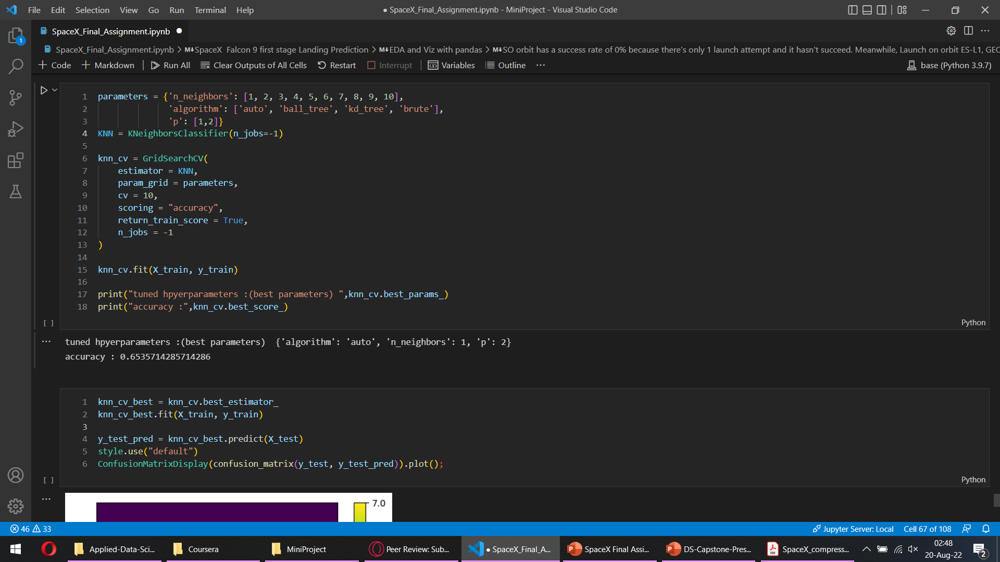 File Edit Selection View Go Run Terminal Help
● SpaceX_Final_Assignment.ipynb - MiniProject - Visual Studio Code
SpaceX_Final_Assignment.ipynb ●
SpaceX_Final_Assignment.ipynb > M↓SpaceX Falcon 9 first stage Landing Prediction > M↓EDA and Viz with pandas > M↓SO orbit has a success rate of 0% because there's only 1 launch attempt and it hasn't succeed. Meanwhile, Launch on orbit ES-L1, GEO
+ Code + Markdown | Run All Clear Outputs of All Cells Restart Interrupt | Variables Outline ··· base (Python 3.9.7)
1 parameters = {'n_neighbors': [1, 2, 3, 4, 5, 6, 7, 8, 9, 10],
2 'algorithm': ['auto', 'ball_tree', 'kd_tree', 'brute'],
3 'p': [1,2]}
4 KNN = KNeighborsClassifier(n_jobs=-1)
5
6 knn_cv = GridSearchCV(
7 estimator = KNN,
8 param_grid = parameters,
9 cv = 10,
10 scoring = "accuracy",
11 return_train_score = True,
12 n_jobs = -1
13 )
14
15 knn_cv.fit(X_train, y_train)
16
17 print("tuned hpyerparameters :(best parameters) ",knn_cv.best_params_)
18 print("accuracy :",knn_cv.best_score_)
[ ] Python
··· tuned hpyerparameters :(best parameters)  {'algorithm': 'auto', 'n_neighbors': 1, 'p': 2}
accuracy : 0.6535714285714286
1 knn_cv_best = knn_cv.best_estimator_
2 knn_cv_best.fit(X_train, y_train)
3
4 y_test_pred = knn_cv_best.predict(X_test)
5 style.use("default")
6 ConfusionMatrixDisplay(confusion_matrix(y_test, y_test_pred)).plot();
[ ] Python
··· 7.0
1
46 33 Jupyter Server: Local Cell 67 of 108
Applied-Data-Sci... Coursera MiniProject Peer Review: Sub... ● SpaceX_Final_A... SpaceX Final Assi... DS-Capstone-Pres... SpaceX_compress... 02:48
20-Aug-22 2